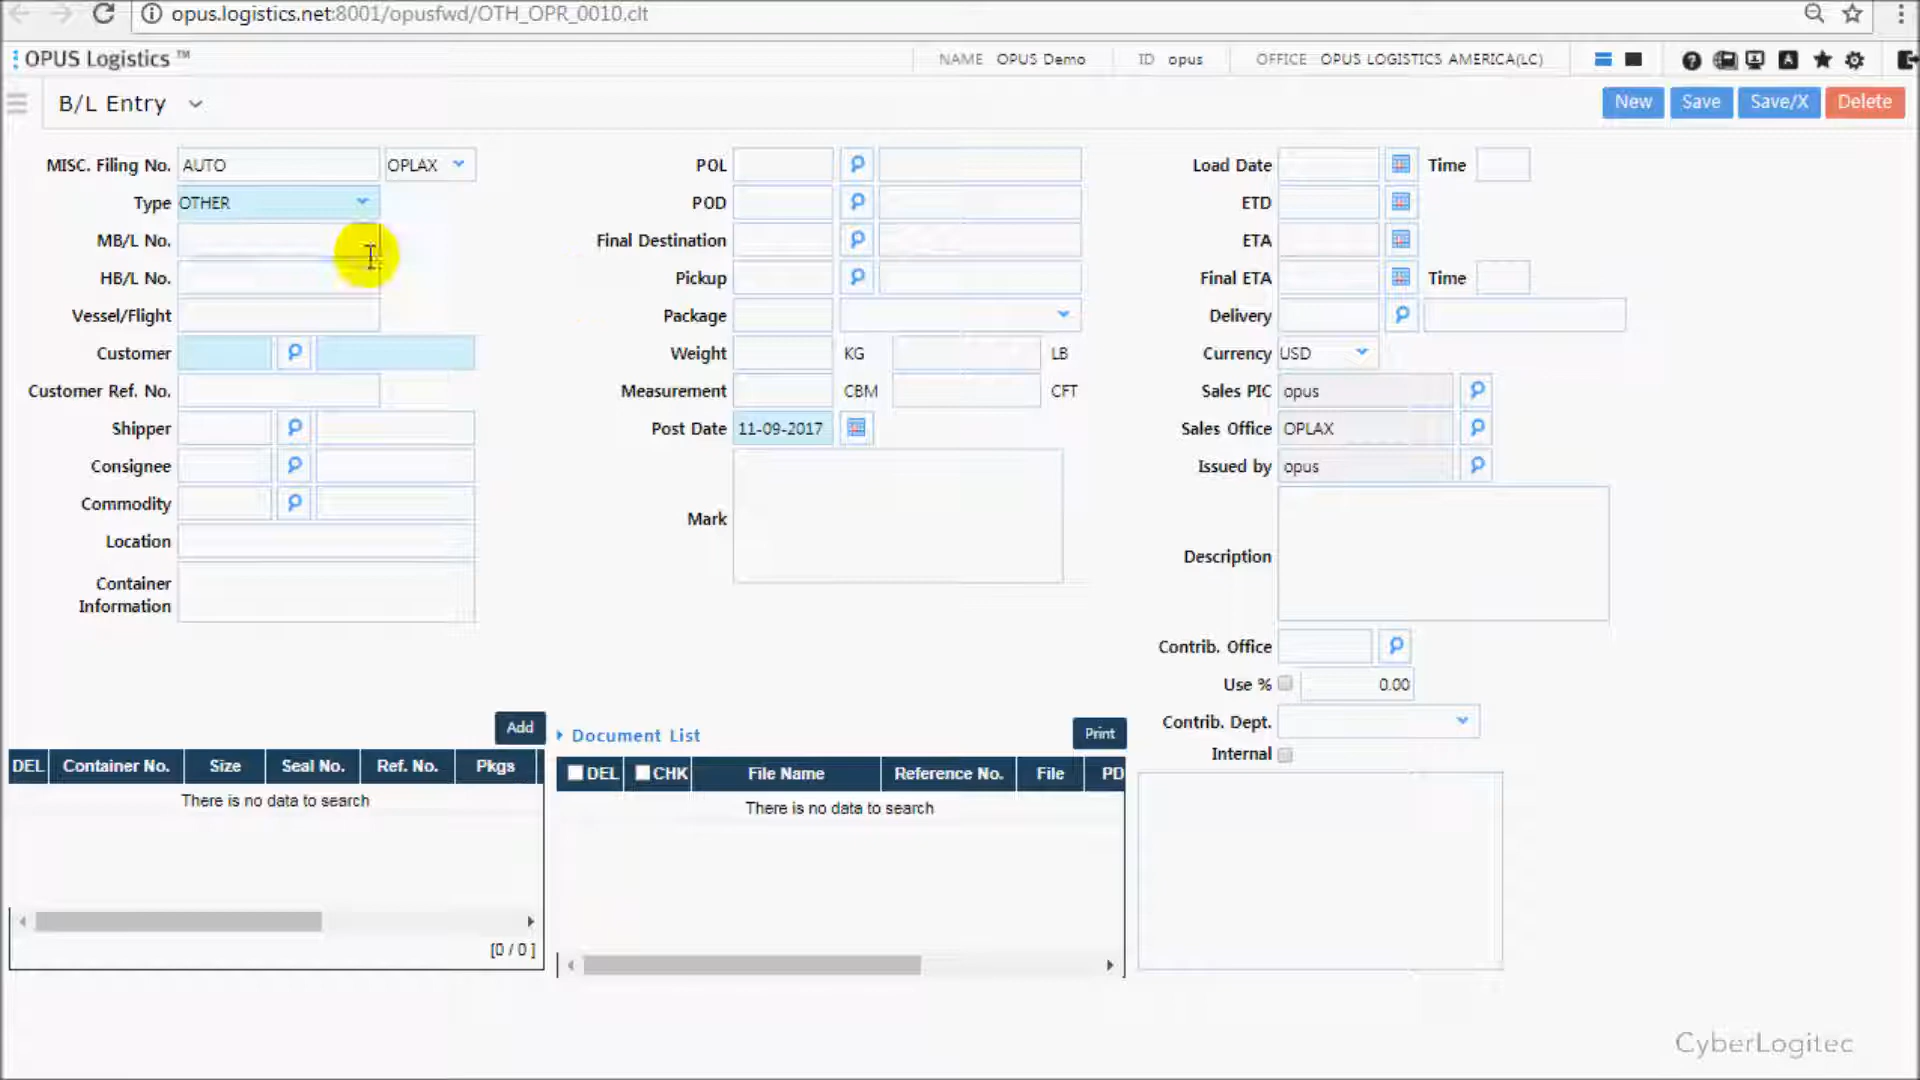 opus.logistics.net:8001/opusfwd/OTH_OPR_0010.clt
OPUS Logistics ™
NAME OPUS Demo
ID opus
OFFICE OPUS LOGISTICS AMERICA(LC)
B/L Entry
New Save Save/X Delete
MISC. Filing No. AUTO OPLAX
Type OTHER
MB/L No.
HB/L No.
Vessel/Flight
Customer
Customer Ref. No.
Shipper
Consignee
Commodity
Location
Container
Information
POL
POD
Final Destination
Pickup
Package
Weight KG LB
Measurement CBM CFT
Post Date 11-09-2017
Mark
Load Date Time
ETD
ETA
Final ETA Time
Delivery
Currency USD
Sales PIC opus
Sales Office OPLAX
Issued by opus
Description
Contrib. Office
Use % 0.00
Contrib. Dept.
Internal
Add
DEL Container No. Size Seal No. Ref. No. Pkgs
There is no data to search
[0 / 0 ]
Document List
Print
DEL CHK File Name Reference No. File PD
There is no data to search
CyberLogitec